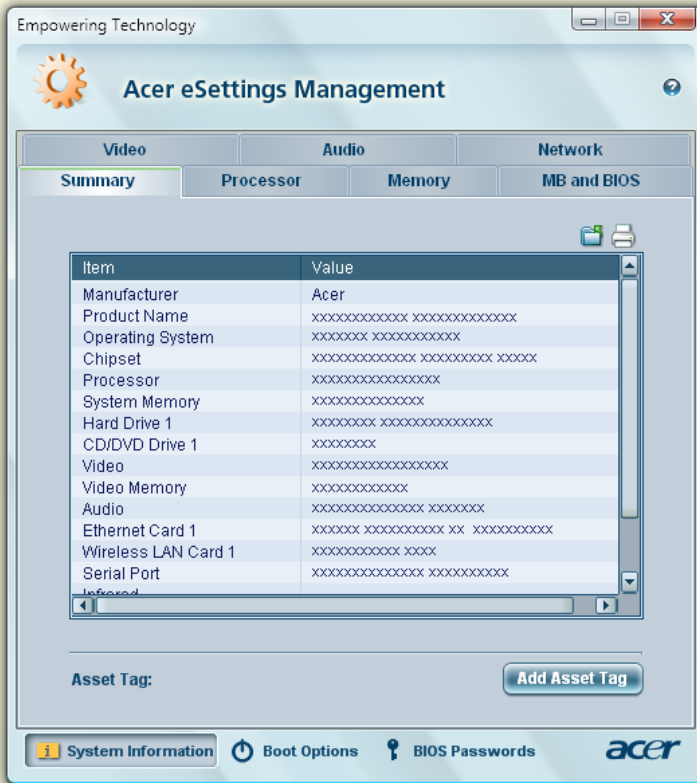 Empowering Technology
Acer eSettings Management
Video Audio Network
Summary Processor Memory MB and BIOS
Item Value
Manufacturer Acer
Product Name xxxxxxxxxxxx xxxxxxxxxxxxx
Operating System xxxxxxx xxxxxxxxxxx
Chipset xxxxxxxxxxxxx xxxxxxxxx xxxxx
Processor xxxxxxxxxxxxxxxx
System Memory xxxxxxxxxxxxxx
Hard Drive 1 xxxxxxxx xxxxxxxxxxxxxx
CD/DVD Drive 1 xxxxxxxx
Video xxxxxxxxxxxxxxxxx
Video Memory xxxxxxxxxxxx
Audio xxxxxxxxxxxxxx xxxxxxx
Ethernet Card 1 xxxxxx xxxxxxxxxx xx xxxxxxxxxx
Wireless LAN Card 1 xxxxxxxxxxx xxxx
Serial Port xxxxxxxxxxxxxx xxxxxxxxxx
Infrared
Asset Tag: Add Asset Tag
System Information Boot Options BIOS Passwords acer